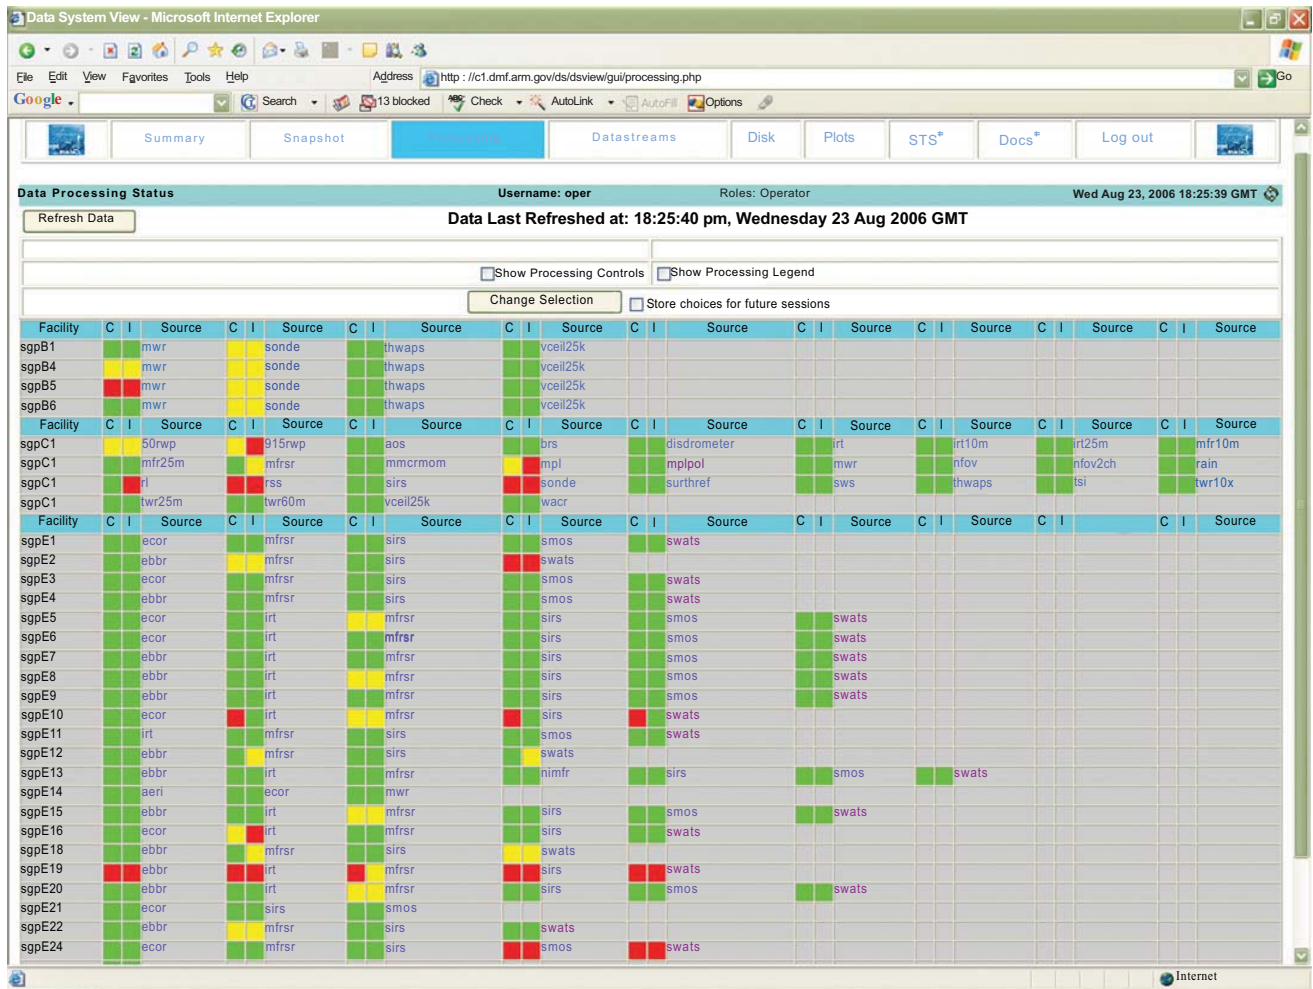 Data System View - Microsoft Internet Explorer
File Edit View Favorites Tools Help Address http : //c1.dmf.arm.gov/ds/dsview/gui/processing.php Go
Google Search 13 blocked ABC Check AutoLink AutoFill Options
Summary Snapshot Datastreams Disk Plots STS* Docs* Log out
Data Processing Status Username: oper Roles: Operator Wed Aug 23, 2006 18:25:39 GMT
Refresh Data Data Last Refreshed at: 18:25:40 pm, Wednesday 23 Aug 2006 GMT
Show Processing Controls Show Processing Legend
Change Selection Store choices for future sessions
Facility C I Source C I Source C I Source C I Source C I Source C I Source C I Source C I Source C I Source
sgpB1 mwr sonde thwaps vceil25k
sgpB4 mwr sonde thwaps vceil25k
sgpB5 mwr sonde thwaps vceil25k
sgpB6 mwr sonde thwaps vceil25k
Facility C I Source C I Source C I Source C I Source C I Source C I Source C I Source C I Source C I Source
sgpC1 50rwp 915rwp aos brs disdrometer irt irt10m irt25m mfr10m
sgpC1 mfr25m mfrsr mmcrmom mpl mplpol mwr nfov nfov2ch rain
sgpC1 rl rss sirs sonde surthref sws thwaps tsi twr10x
sgpC1 twr25m twr60m vceil25k wacr
Facility C I Source C I Source C I Source C I Source C I Source C I Source C I Source C I C I Source
sgpE1 ecor mfrsr sirs smos swats
sgpE2 ebbr mfrsr sirs swats
sgpE3 ecor mfrsr sirs smos swats
sgpE4 ebbr mfrsr sirs smos swats
sgpE5 ecor irt mfrsr sirs smos swats
sgpE6 ecor irt mfrsr sirs smos swats
sgpE7 ebbr irt mfrsr sirs smos swats
sgpE8 ebbr irt mfrsr sirs smos swats
sgpE9 ebbr irt mfrsr sirs smos swats
sgpE10 ecor irt mfrsr sirs swats
sgpE11 irt mfrsr sirs smos swats
sgpE12 ebbr mfrsr sirs swats
sgpE13 ebbr irt mfrsr nimfr sirs smos swats
sgpE14 aeri ecor mwr
sgpE15 ebbr irt mfrsr sirs smos swats
sgpE16 ecor irt mfrsr sirs swats
sgpE18 ebbr mfrsr sirs swats
sgpE19 ebbr irt mfrsr sirs swats
sgpE20 ebbr irt mfrsr sirs smos swats
sgpE21 ecor sirs smos
sgpE22 ebbr mfrsr sirs swats
sgpE24 ecor mfrsr sirs smos swats
Internet